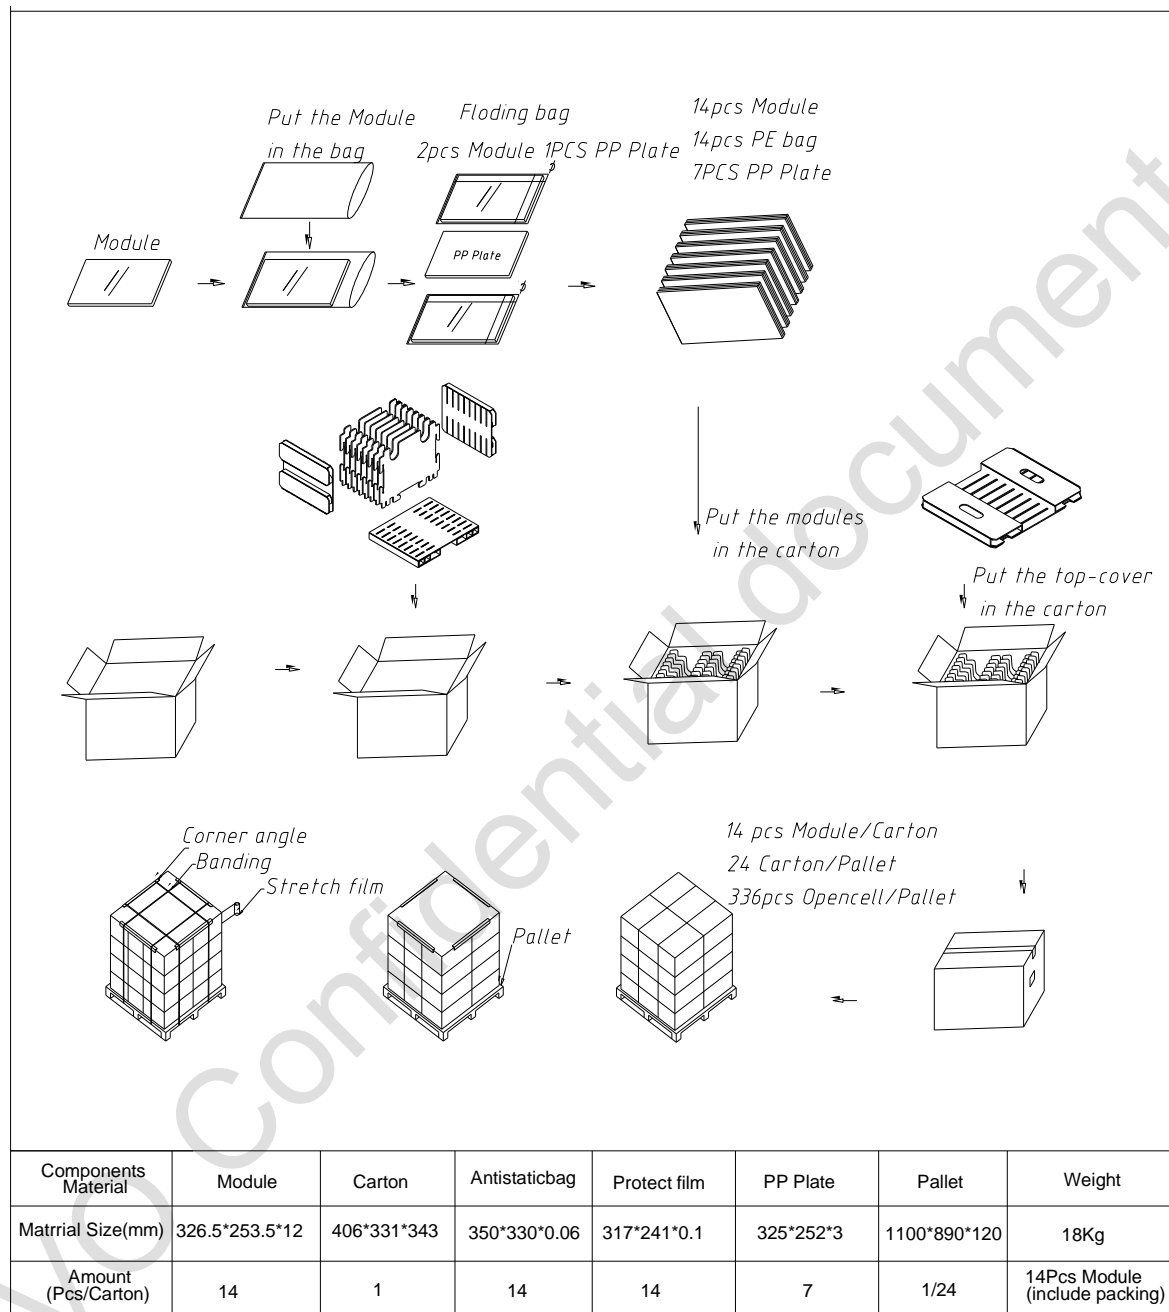 Put the Module
in the bag
Floding bag
2pcs Module 1PCS PP Plate
14pcs Module
14pcs PE bag
7PCS PP Plate
Module
PP Plate
Put the modules
in the carton
Put the top-cover
in the carton
14 pcs Module/Carton
24 Carton/Pallet
336pcs Opencell/Pallet
Corner angle
Banding
Stretch film
Pallet
Components Material Module Carton Antistaticbag Protect film PP Plate Pallet Weight
Matrrial Size(mm) 326.5*253.5*12 406*331*343 350*330*0.06 317*241*0.1 325*252*3 1100*890*120 18Kg
Amount (Pcs/Carton) 14 1 14 14 7 1/24 14Pcs Module (include packing)
VO Confidential document